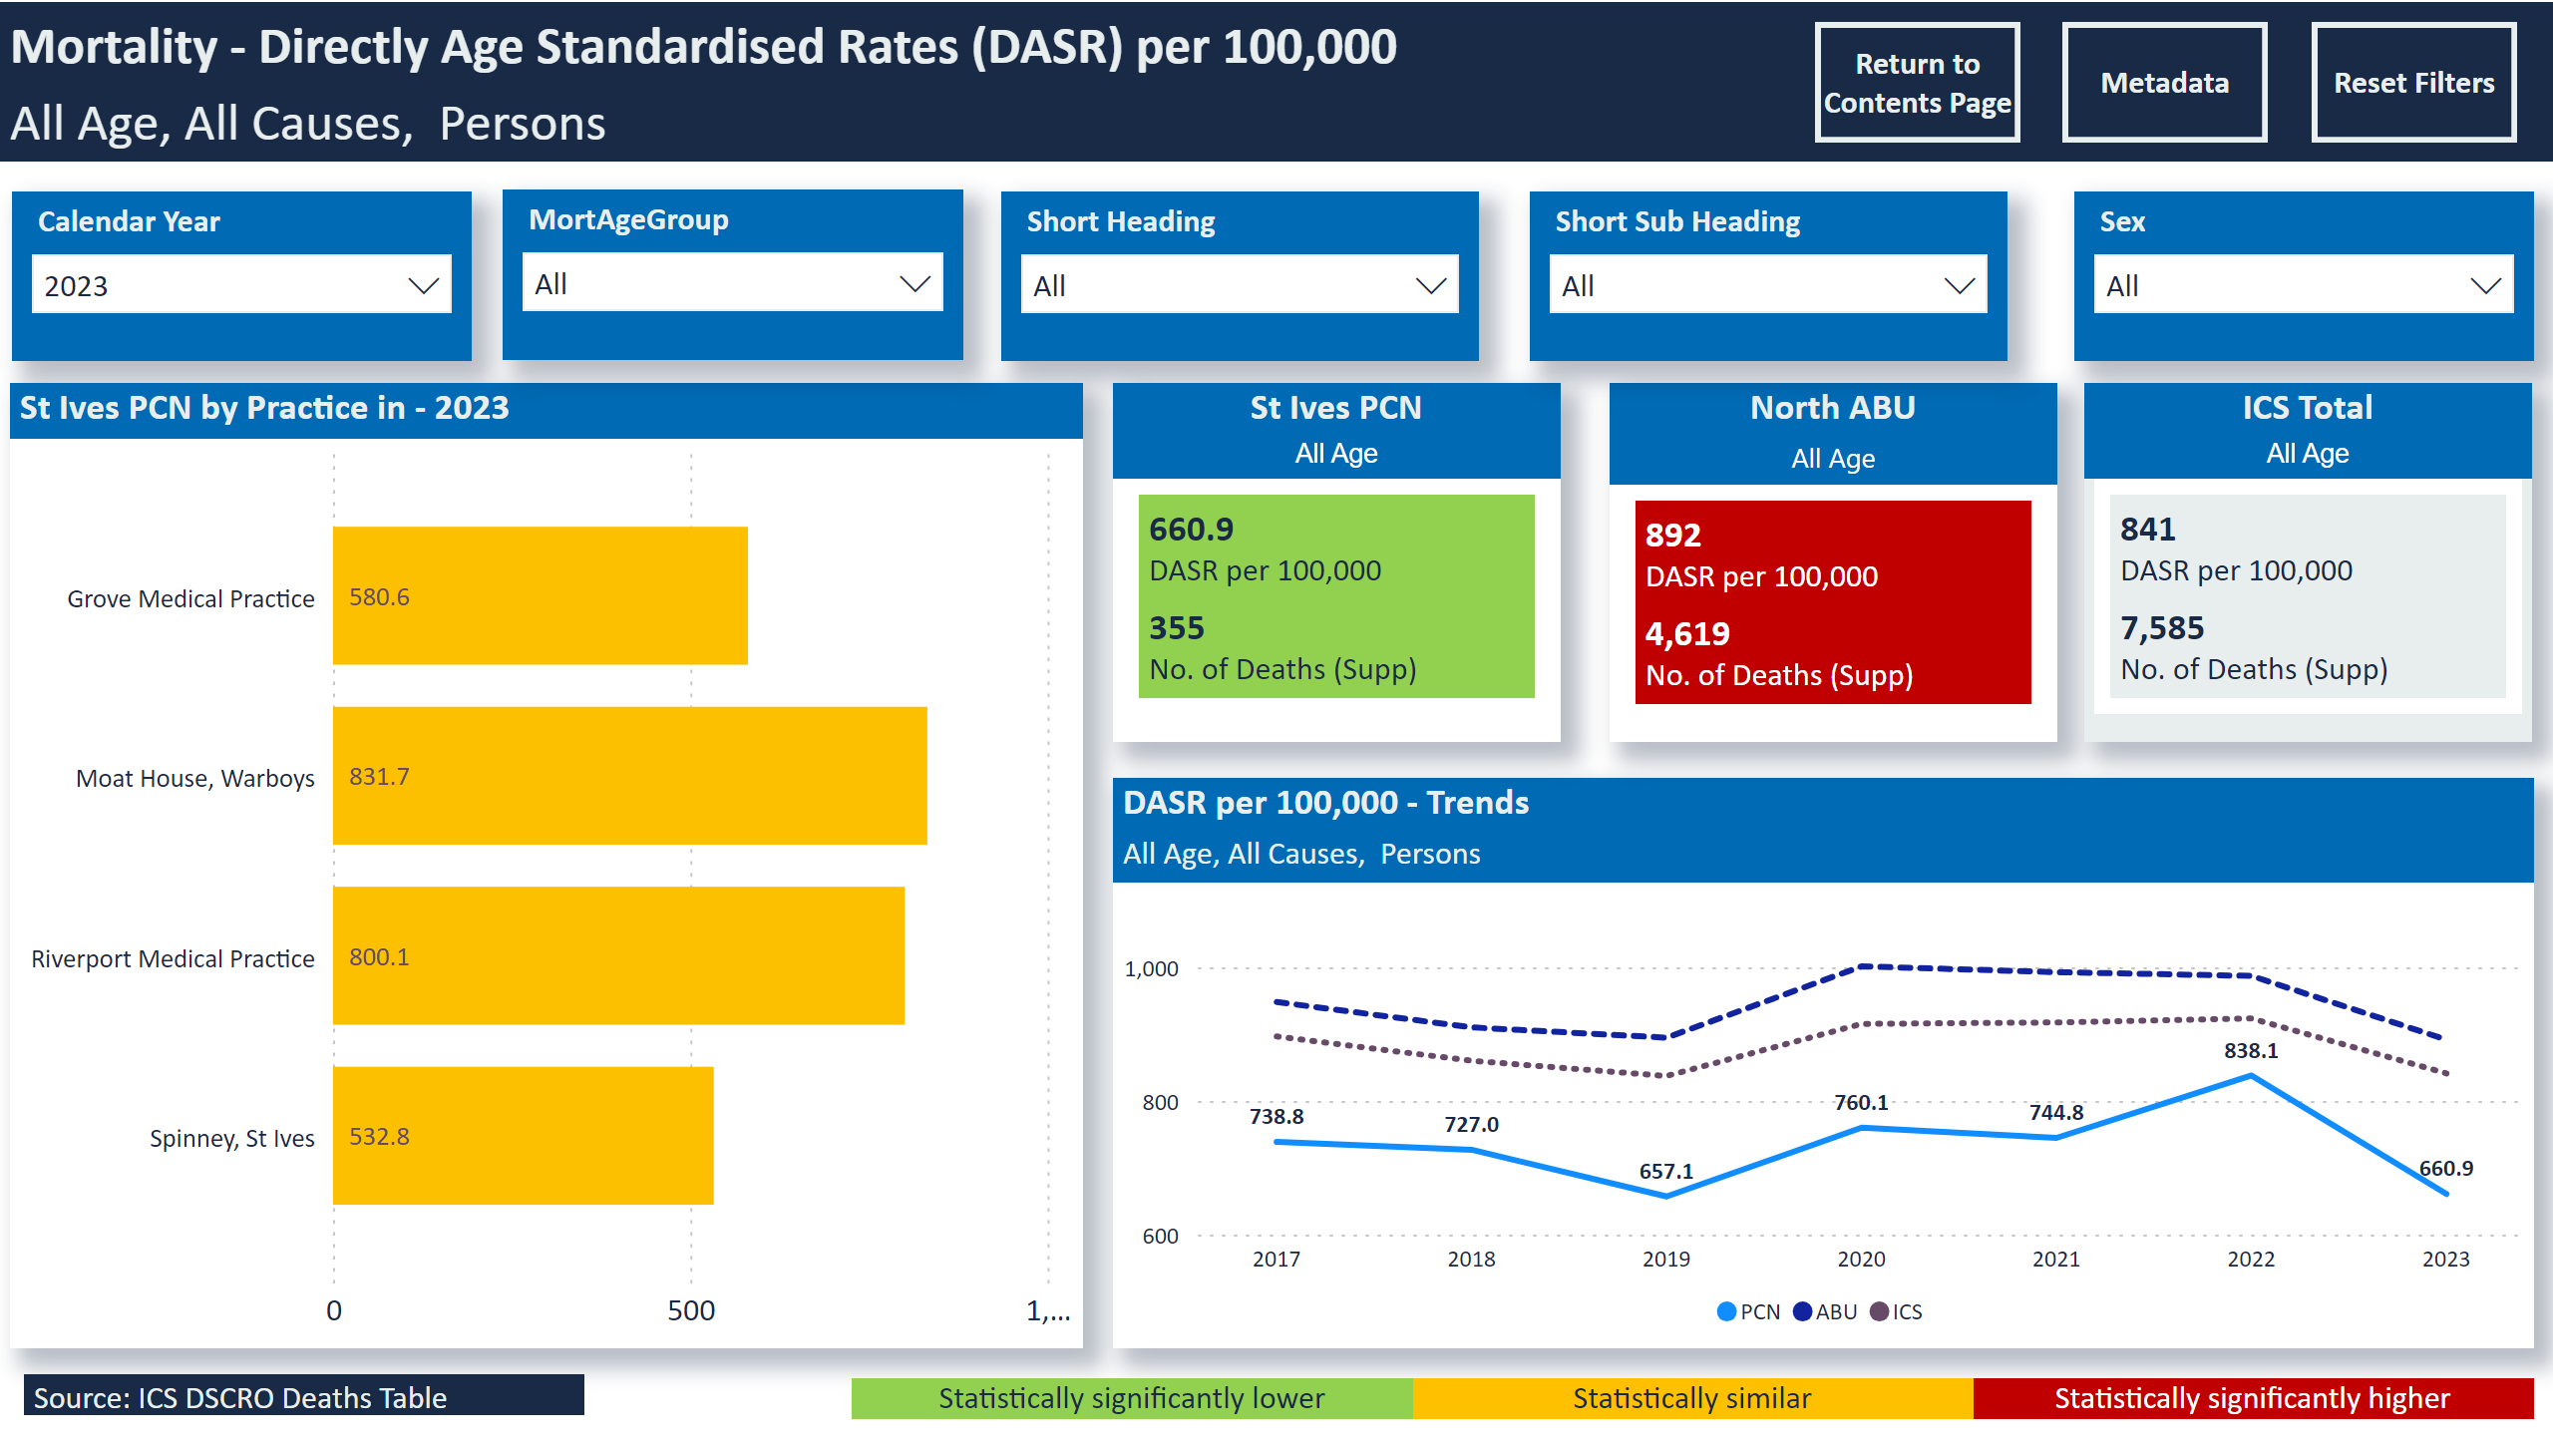 Mortality - Directly Age Standardised Rates (DASR) per 100,000
All Age, All Causes,  Persons
Return to
Contents Page
Metadata
Reset Filters
Calendar Year
2023
MortAgeGroup
All
Short Heading
All
Short Sub Heading
All
Sex
All
St Ives PCN by Practice in - 2023
Grove Medical Practice
580.6
Moat House, Warboys
831.7
Riverport Medical Practice
800.1
Spinney, St Ives
532.8
0
500
1,...
St Ives PCN
All Age
660.9
DASR per 100,000
355
No. of Deaths (Supp)
North ABU
All Age
892
DASR per 100,000
4,619
No. of Deaths (Supp)
ICS Total
All Age
841
DASR per 100,000
7,585
No. of Deaths (Supp)
DASR per 100,000 - Trends
All Age, All Causes,  Persons
1,000
800
600
738.8
727.0
657.1
760.1
744.8
838.1
660.9
2017
2018
2019
2020
2021
2022
2023
PCN
ABU
ICS
Source: ICS DSCRO Deaths Table
Statistically significantly lower
Statistically similar
Statistically significantly higher